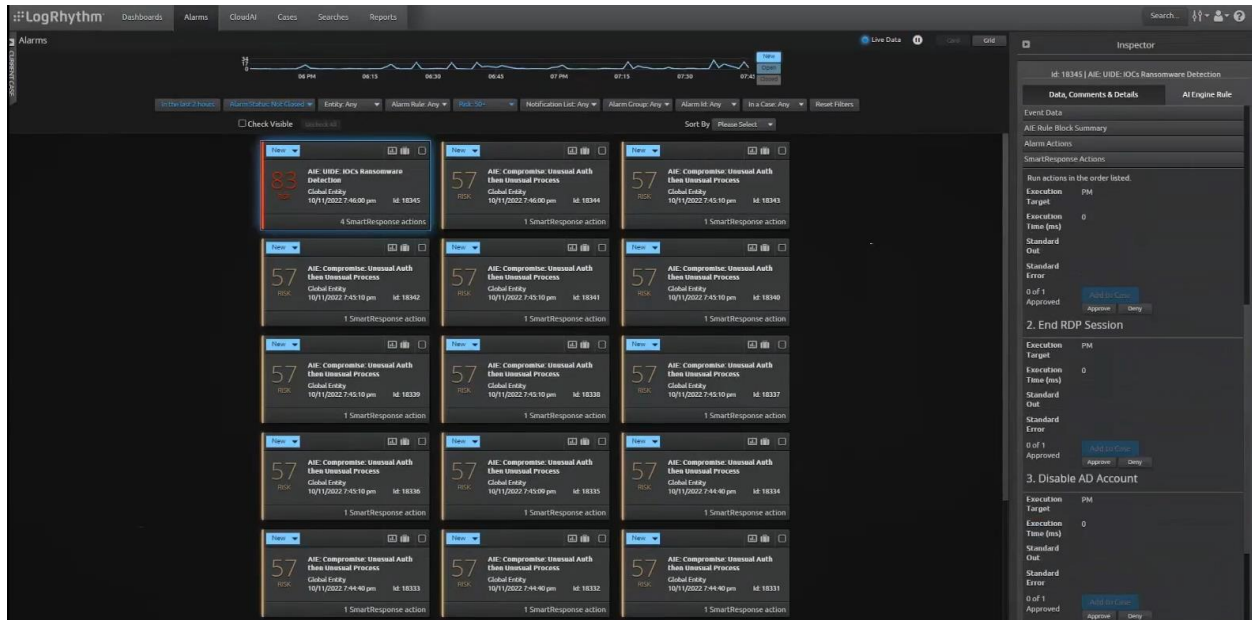 LogRhythm
Dashboards Alarms CloudAI Cases Searches Reports
Search...
Alarms
CURRENT CASE
Live Data
Card Grid
34
17
0
06 PM 06:15 06:30 06:45 07 PM 07:15 07:30 07:45
New
Open
Closed
In the last 2 hours Alarm Status: Not Closed Entity: Any Alarm Rule: Any Risk: 50+ Notification List: Any Alarm Group: Any Alarm Id: Any In a Case: Any Reset Filters
Check Visible Uncheck All
Sort By Please Select
New
83
RISK
AIE: UIDE: IOCs Ransomware
Detection
Global Entity
10/11/2022 7:46:00 pm Id: 18345
4 SmartResponse actions
New
57
RISK
AIE: Compromise: Unusual Auth
then Unusual Process
Global Entity
10/11/2022 7:46:00 pm Id: 18344
1 SmartResponse action
New
57
RISK
AIE: Compromise: Unusual Auth
then Unusual Process
Global Entity
10/11/2022 7:45:10 pm Id: 18343
1 SmartResponse action
New
57
RISK
AIE: Compromise: Unusual Auth
then Unusual Process
Global Entity
10/11/2022 7:45:10 pm Id: 18342
1 SmartResponse action
New
57
RISK
AIE: Compromise: Unusual Auth
then Unusual Process
Global Entity
10/11/2022 7:45:10 pm Id: 18341
1 SmartResponse action
New
57
RISK
AIE: Compromise: Unusual Auth
then Unusual Process
Global Entity
10/11/2022 7:45:10 pm Id: 18340
1 SmartResponse action
New
57
RISK
AIE: Compromise: Unusual Auth
then Unusual Process
Global Entity
10/11/2022 7:45:10 pm Id: 18339
1 SmartResponse action
New
57
RISK
AIE: Compromise: Unusual Auth
then Unusual Process
Global Entity
10/11/2022 7:45:10 pm Id: 18338
1 SmartResponse action
New
57
RISK
AIE: Compromise: Unusual Auth
then Unusual Process
Global Entity
10/11/2022 7:45:10 pm Id: 18337
1 SmartResponse action
New
57
RISK
AIE: Compromise: Unusual Auth
then Unusual Process
Global Entity
10/11/2022 7:45:10 pm Id: 18336
1 SmartResponse action
New
57
RISK
AIE: Compromise: Unusual Auth
then Unusual Process
Global Entity
10/11/2022 7:45:09 pm Id: 18335
1 SmartResponse action
New
57
RISK
AIE: Compromise: Unusual Auth
then Unusual Process
Global Entity
10/11/2022 7:44:40 pm Id: 18334
1 SmartResponse action
New
57
RISK
AIE: Compromise: Unusual Auth
then Unusual Process
Global Entity
10/11/2022 7:44:40 pm Id: 18333
1 SmartResponse action
New
57
RISK
AIE: Compromise: Unusual Auth
then Unusual Process
Global Entity
10/11/2022 7:44:40 pm Id: 18332
1 SmartResponse action
New
57
RISK
AIE: Compromise: Unusual Auth
then Unusual Process
Global Entity
10/11/2022 7:44:40 pm Id: 18331
1 SmartResponse action
Inspector
Id: 18345 | AIE: UIDE: IOCs Ransomware Detection
Data, Comments & Details AI Engine Rule
Event Data
AIE Rule Block Summary
Alarm Actions
SmartResponse Actions
Run actions in the order listed.
Execution PM
Target
Execution 0
Time (ms)
Standard
Out
Standard
Error
0 of 1
Approved
Add to Case
Approve Deny
2. End RDP Session
Execution PM
Target
Execution 0
Time (ms)
Standard
Out
Standard
Error
0 of 1
Approved
Add to Case
Approve Deny
3. Disable AD Account
Execution PM
Target
Execution 0
Time (ms)
Standard
Out
Standard
Error
0 of 1
Approved
Add to Case
Approve Deny